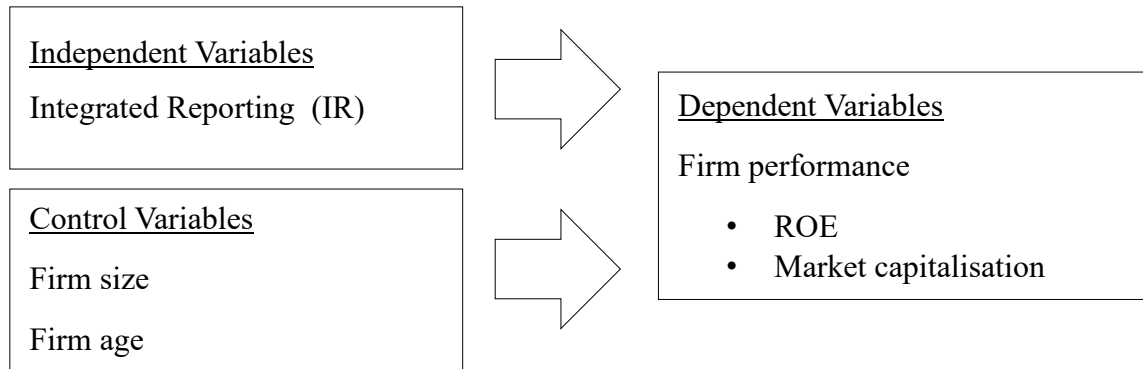 Independent Variables
Integrated Reporting (IR)
Control Variables
Firm size
Firm age
Dependent Variables
Firm performance
• ROE
• Market capitalisation